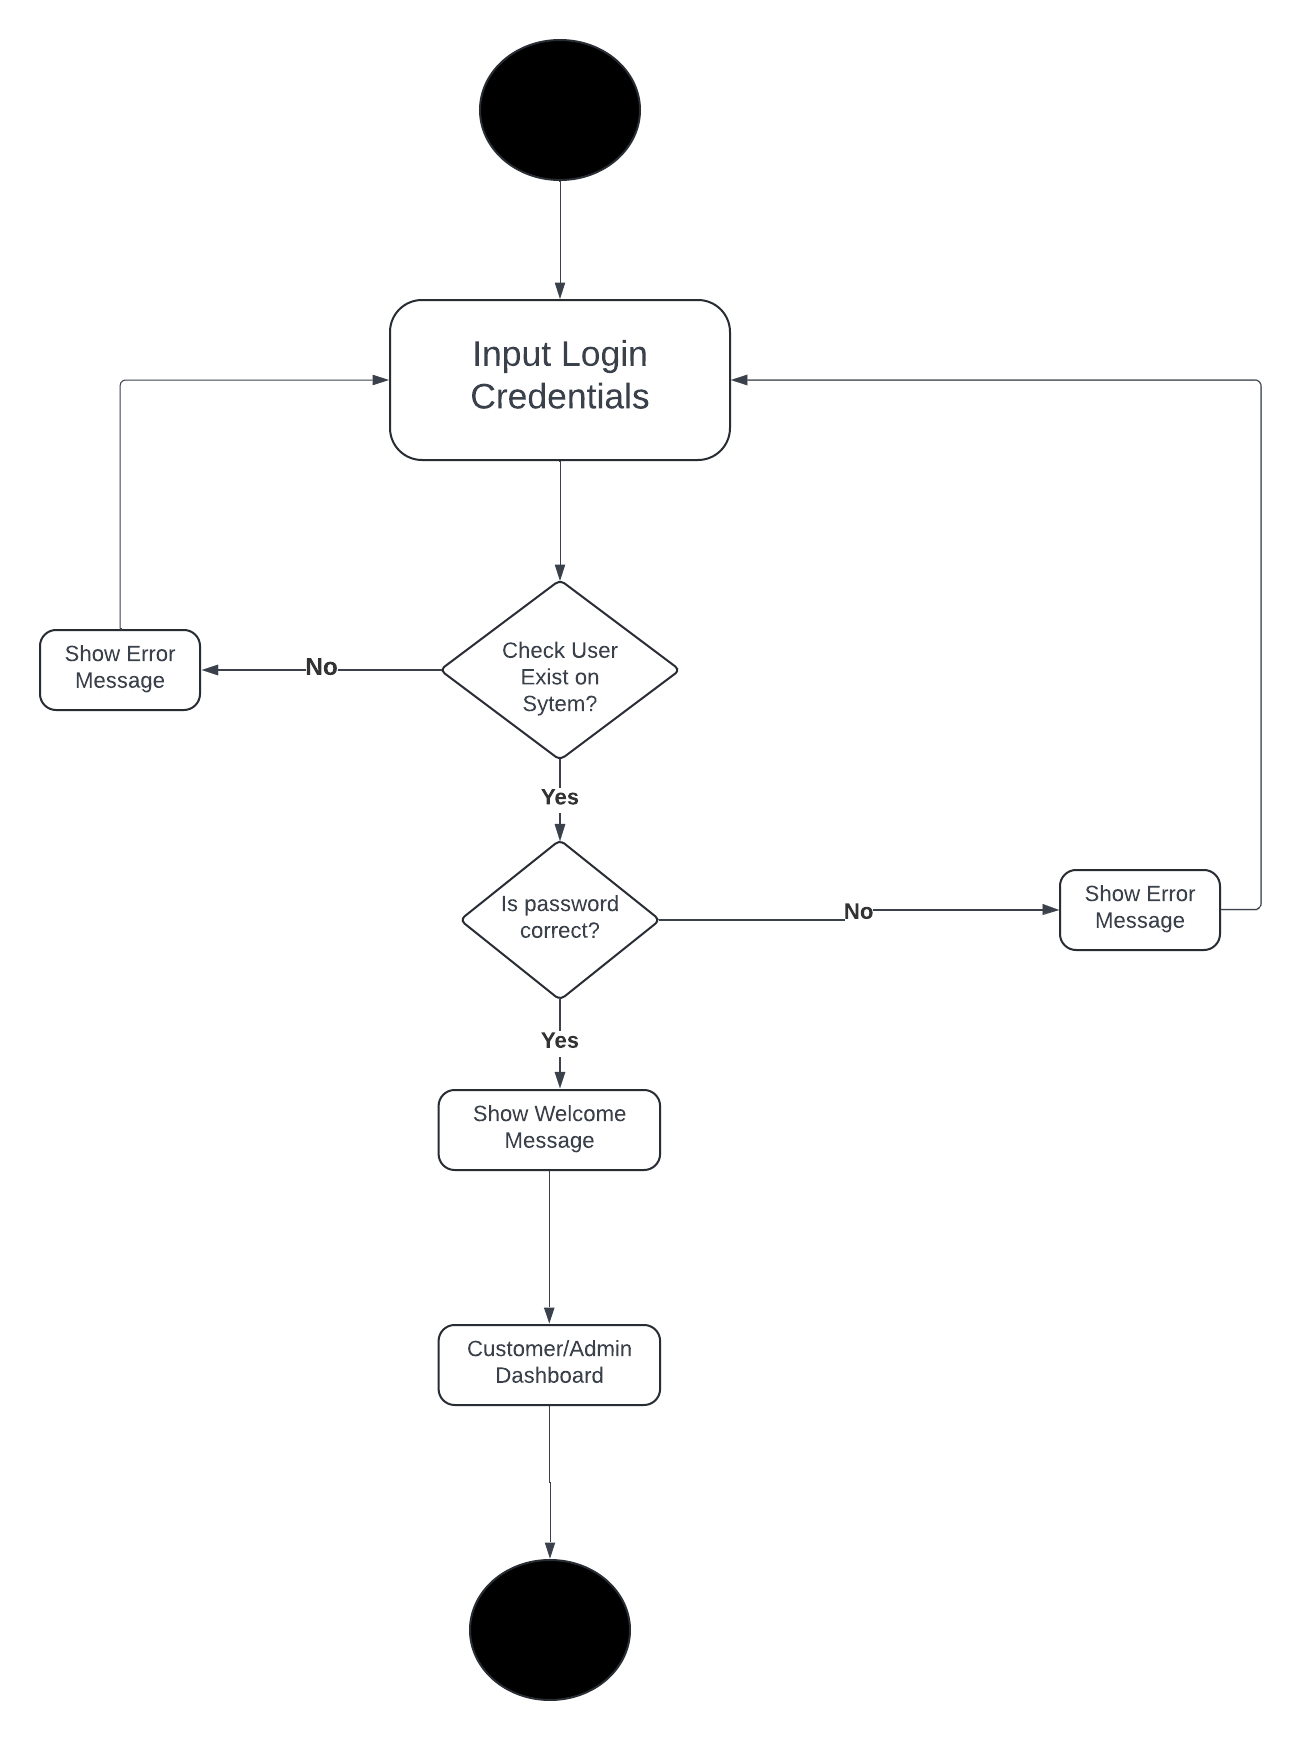 Input Login
Credentials
Check User
Exist on
Sytem?
No
Show Error
Message
Yes
Is password
correct?
No
Show Error
Message
Yes
Show Welcome
Message
Customer/Admin
Dashboard